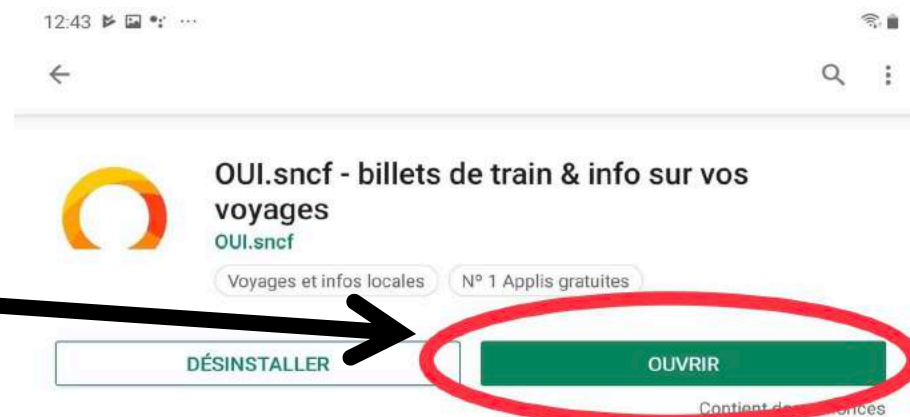 12:43
OUI.sncf - billets de train & info sur vos
voyages
OUI.sncf
Voyages et infos locales Nº 1 Applis gratuites
DÉSINSTALLER OUVRIR
Contient